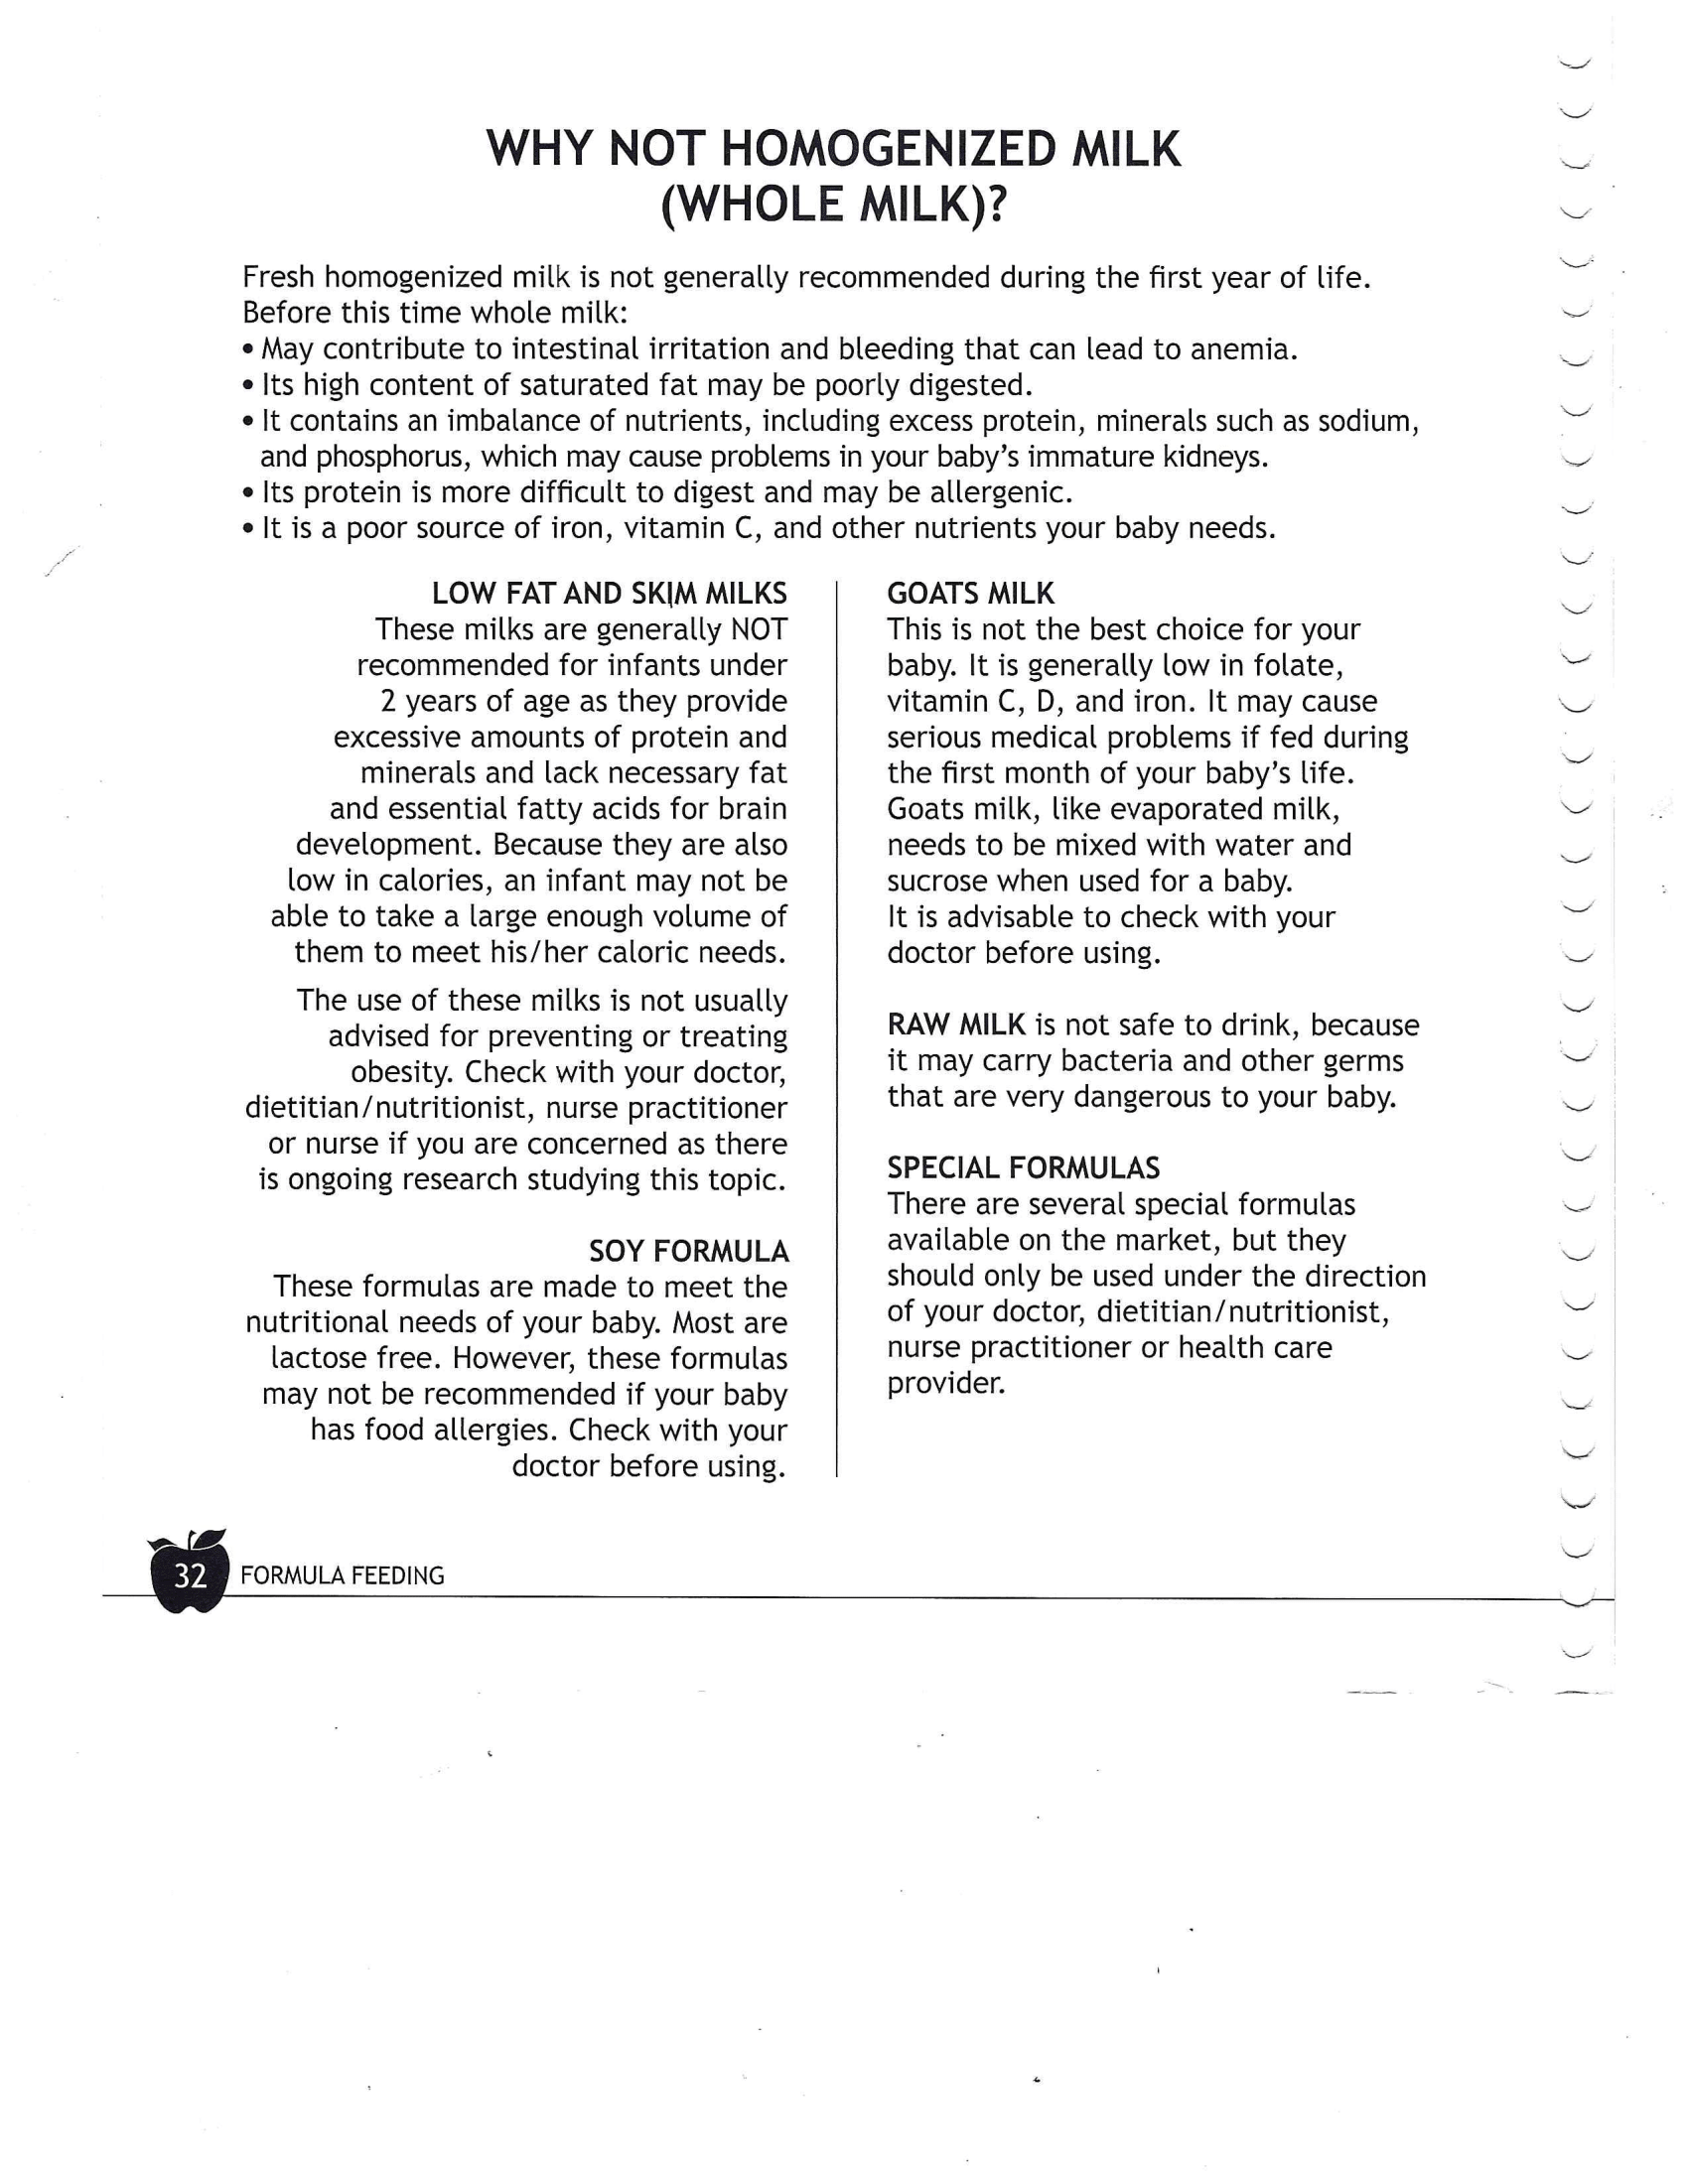 WHY NOT HOMOGENIZED MILK
(WHOLE MILK)?
Fresh homogenized milk is not generally recommended during the first year of life.
Before this time whole milk:
• May contribute to intestinal irritation and bleeding that can lead to anemia.
• Its high content of saturated fat may be poorly digested.
• It contains an imbalance of nutrients, including excess protein, minerals such as sodium,
and phosphorus, which may cause problems in your baby's immature kidneys.
• Its protein is more difficult to digest and may be allergenic.
• It is a poor source of iron, vitamin C, and other nutrients your baby needs.
LOW FAT AND SKIM MILKS
These milks are generally NOT
recommended for infants under
2 years of age as they provide
excessive amounts of protein and
minerals and lack necessary fat
and essential fatty acids for brain
development. Because they are also
low in calories, an infant may not be
able to take a large enough volume of
them to meet his/her caloric needs.
The use of these milks is not usually
advised for preventing or treating
obesity. Check with your doctor,
dietitian/nutritionist, nurse practitioner
or nurse if you are concerned as there
is ongoing research studying this topic.
SOY FORMULA
These formulas are made to meet the
nutritional needs of your baby. Most are
lactose free. However, these formulas
may not be recommended if your baby
has food allergies. Check with your
doctor before using.
GOATS MILK
This is not the best choice for your
baby. It is generally low in folate,
vitamin C, D, and iron. It may cause
serious medical problems if fed during
the first month of your baby's life.
Goats milk, like evaporated milk,
needs to be mixed with water and
sucrose when used for a baby.
It is advisable to check with your
doctor before using.
RAW MILK is not safe to drink, because
it may carry bacteria and other germs
that are very dangerous to your baby.
SPECIAL FORMULAS
There are several special formulas
available on the market, but they
should only be used under the direction
of your doctor, dietitian/nutritionist,
nurse practitioner or health care
provider.
32 FORMULA FEEDING